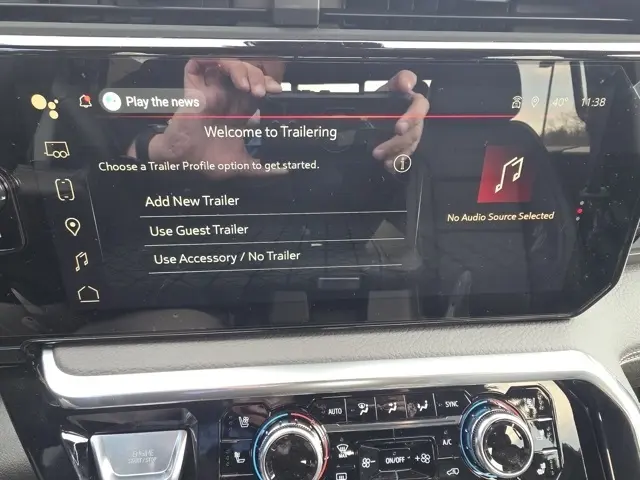 Play the news
40° 11:38
Welcome to Trailering
Choose a Trailer Profile option to get started.
i
Add New Trailer
Use Guest Trailer
Use Accessory / No Trailer
No Audio Source Selected
AUTO
SYNC
MAX
ON/OFF
A/C